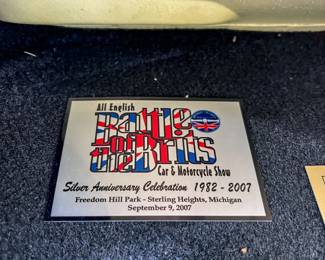 All English
Battle
of
the Brits
Car & Motorcycle Show
Silver Anniversary Celebration 1982 - 2007
Freedom Hill Park - Sterling Heights, Michigan
September 9, 2007